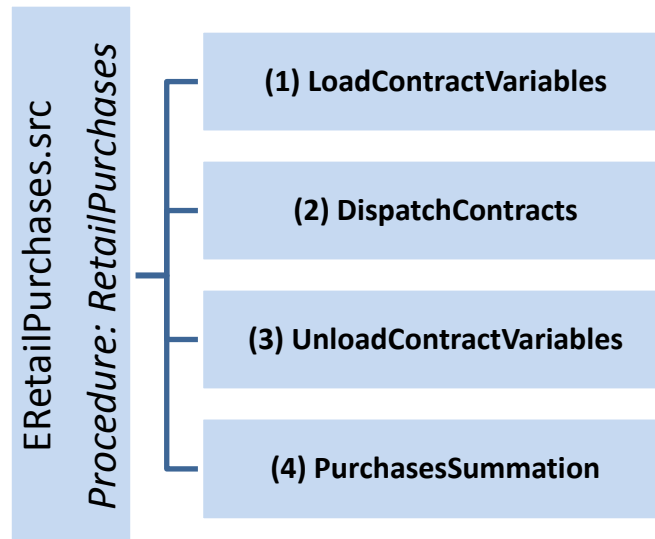 ERetailPurchases.src
Procedure: RetailPurchases
(1) LoadContractVariables
(2) DispatchContracts
(3) UnloadContractVariables
(4) PurchasesSummation